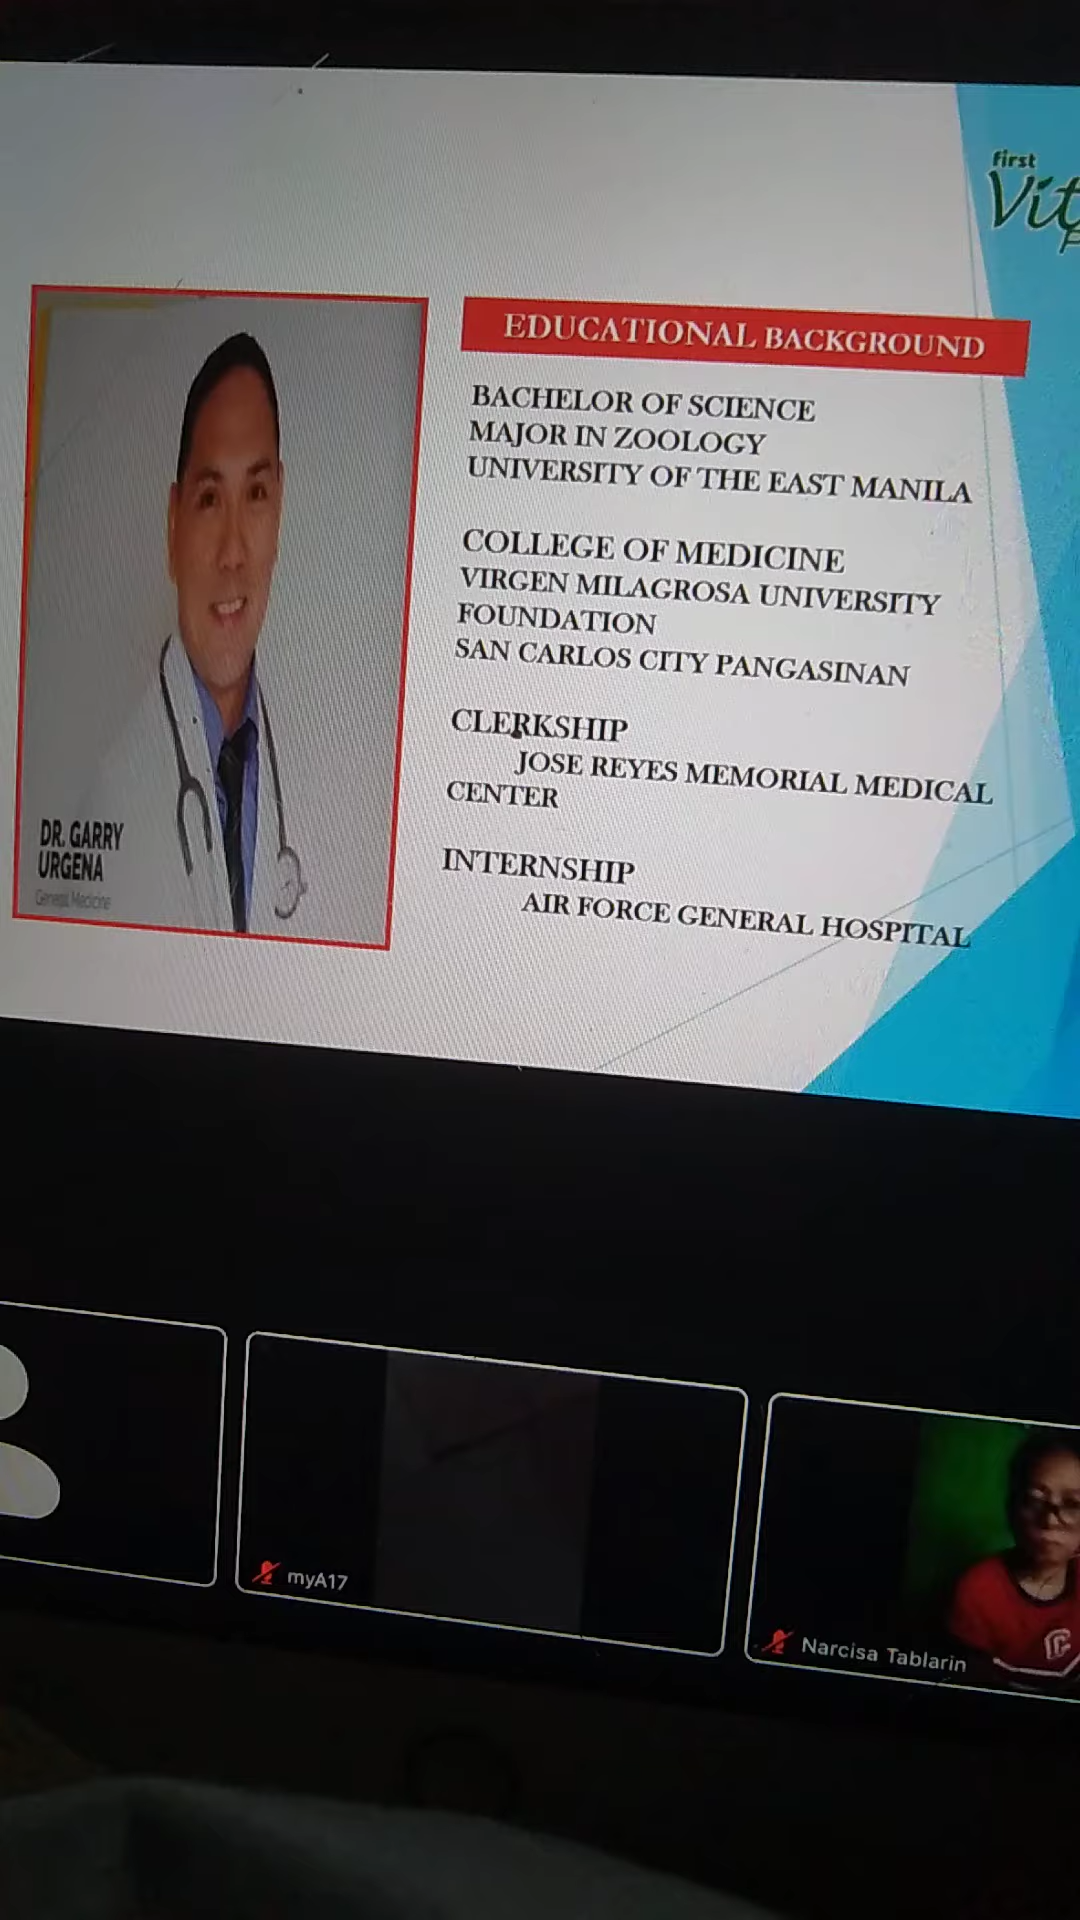 first
EDUCATIONAL BACKGROUND
BACHELOR OF SCIENCE
MAJOR IN ZOOLOGY
UNIVERSITY OF THE EAST MANILA
COLLEGE OF MEDICINE
VIRGEN MILAGROSA UNIVERSITY
FOUNDATION
SAN CARLOS CITY PANGASINAN
CLERKSHIP
JOSE REYES MEMORIAL MEDICAL
CENTER
INTERNSHIP
AIR FORCE GENERAL HOSPITAL
DR. GARRY
URGENA
General Medicine
myA17
Narcisa Tablarin